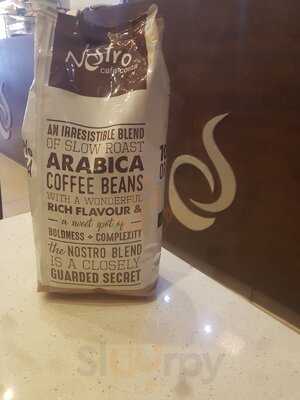 Nostro
AN IRRESISTIBLE BLEND
OF SLOW ROAST
ARABICA
COFFEE BEANS
WITH A WONDERFUL
RICH FLAVOUR &
a sweet spot of
BOLDNESS + COMPLEXITY
the NOSTRO BLEND
IS A CLOSELY
GUARDED SECRET
Sluurpy